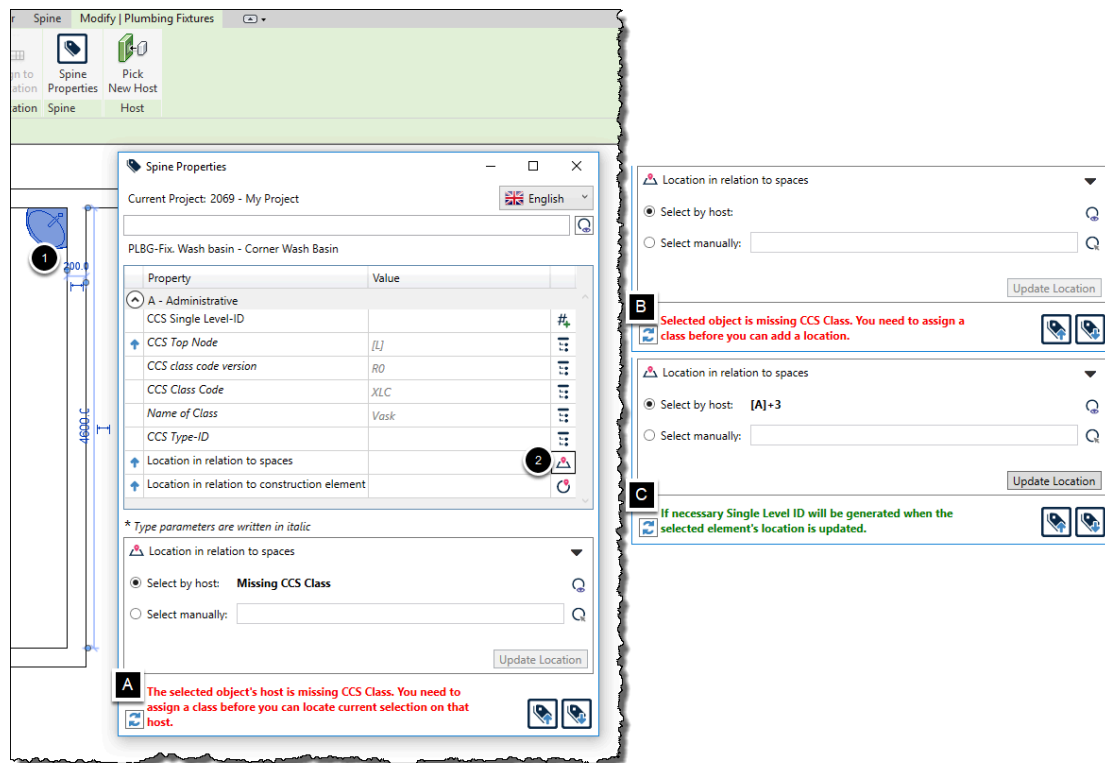 r Spine Modify | Plumbing Fixtures
gn to
ation
Spine
Properties
Pick
New Host
ation Spine Host
1
200.0
4600.0
Spine Properties
Current Project: 2069 - My Project
English
PLBG-Fix. Wash basin - Corner Wash Basin
Property Value
A - Administrative
CCS Single Level-ID
CCS Top Node [L]
CCS class code version R0
CCS Class Code XLC
Name of Class Vask
CCS Type-ID
Location in relation to spaces 2
Location in relation to construction element
* Type parameters are written in italic
Location in relation to spaces
Select by host: Missing CCS Class
Select manually:
Update Location
A
The selected object's host is missing CCS Class. You need to
assign a class before you can locate current selection on that
host.
Location in relation to spaces
Select by host:
Select manually:
Update Location
B
Selected object is missing CCS Class. You need to assign a
class before you can add a location.
Location in relation to spaces
Select by host: [A]+3
Select manually:
Update Location
C
If necessary Single Level ID will be generated when the
selected element's location is updated.